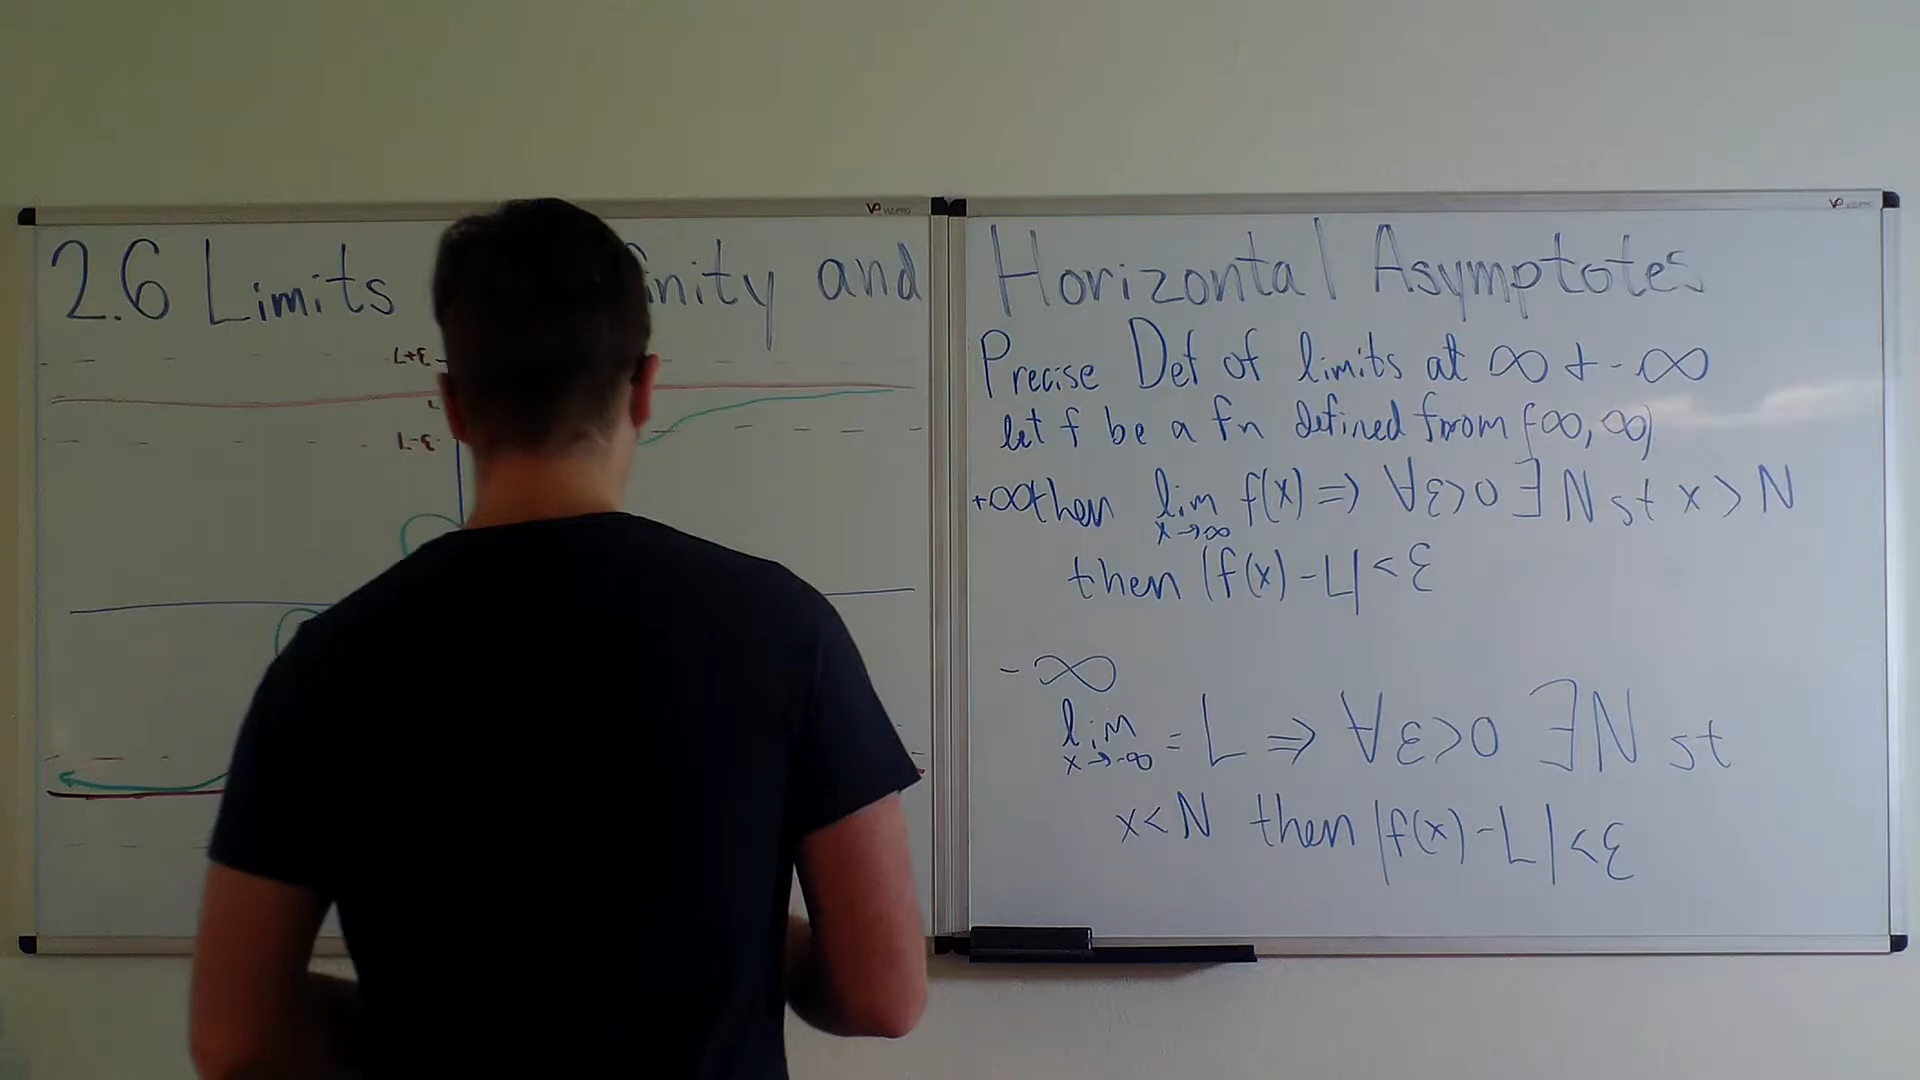 2.6 Limits inity and Horizontal Asymptotes
L+ε
L
L-ε
Precise Def of limits at ∞ + -∞
let f be a fn defined from (-∞, ∞)
+∞ then lim f(x) => ∀ε>0 ∃ N st x > N
x→∞
then |f(x) - L| < ε
-∞
lim = L => ∀ε>0 ∃N st
x→-∞
x < N then |f(x) - L| < ε